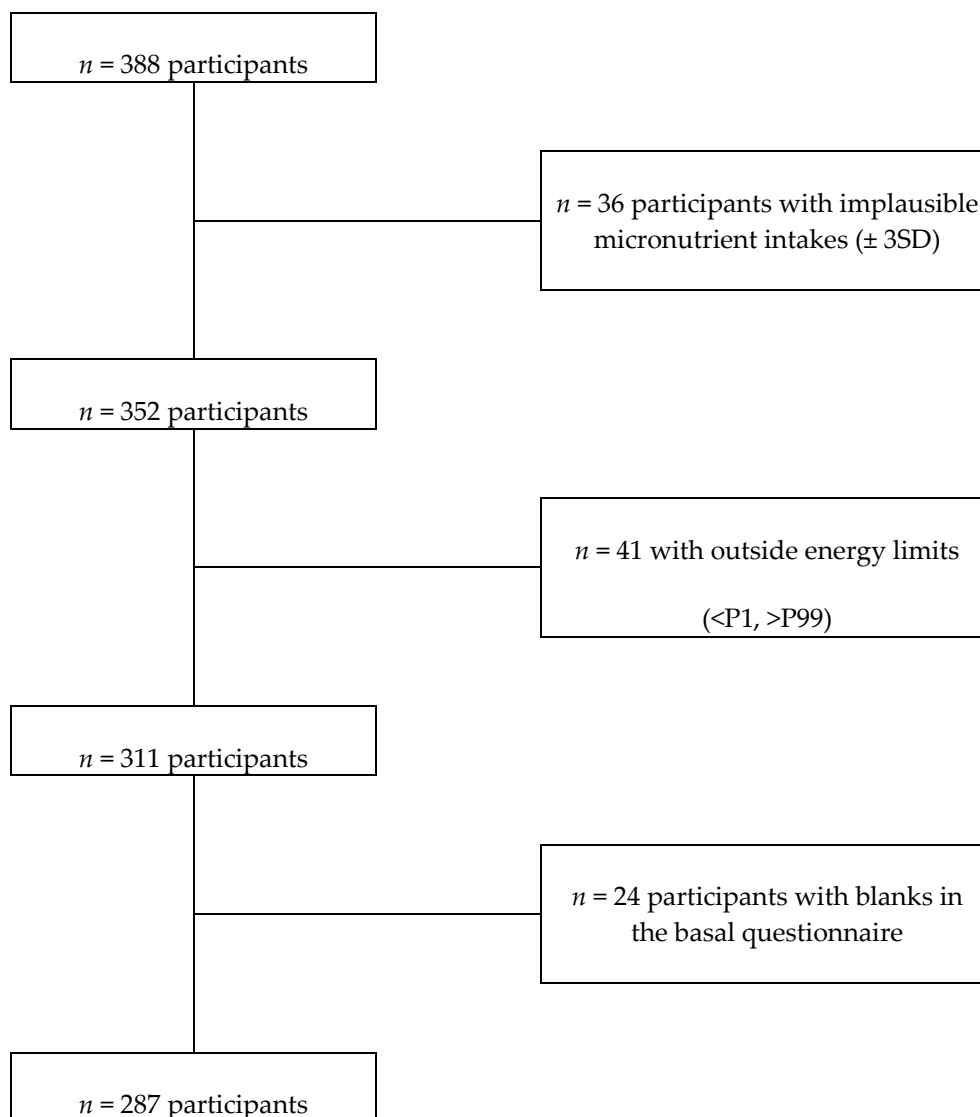 n = 388 participants
n = 36 participants with implausible
micronutrient intakes (± 3SD)
n = 352 participants
n = 41 with outside energy limits
(<P1, >P99)
n = 311 participants
n = 24 participants with blanks in
the basal questionnaire
n = 287 participants